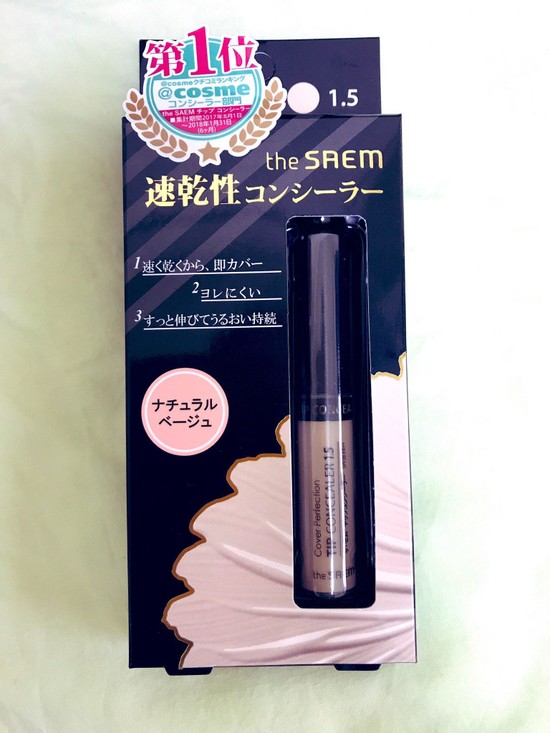 第1位
@cosmeクチコミランキング
@cosme
コンシーラー部門
the SAEM チップ コンシーラー
■集計期間2017年8月1日
～2018年1月31日
(6ヶ月)
1.5
the SAEM
速乾性コンシーラー
1 速く乾くから、即カバー
2 ヨレにくい
3 すっと伸びてうるおい持続
ナチュラル
ベージュ
Cover Perfection
TIP CONCEALER 1.5
the SAEM